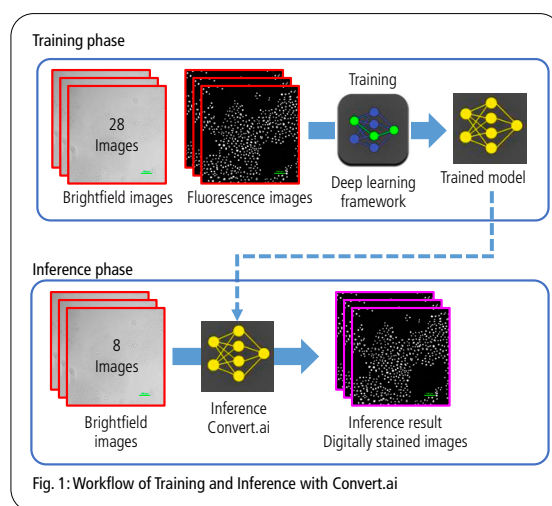 Training phase
28
Images
Brightfield images
Fluorescence images
Training
Deep learning
framework
Trained model
Inference phase
8
Images
Brightfield
images
Inference
Convert.ai
Inference result
Digitally stained images
Fig. 1: Workflow of Training and Inference with Convert.ai